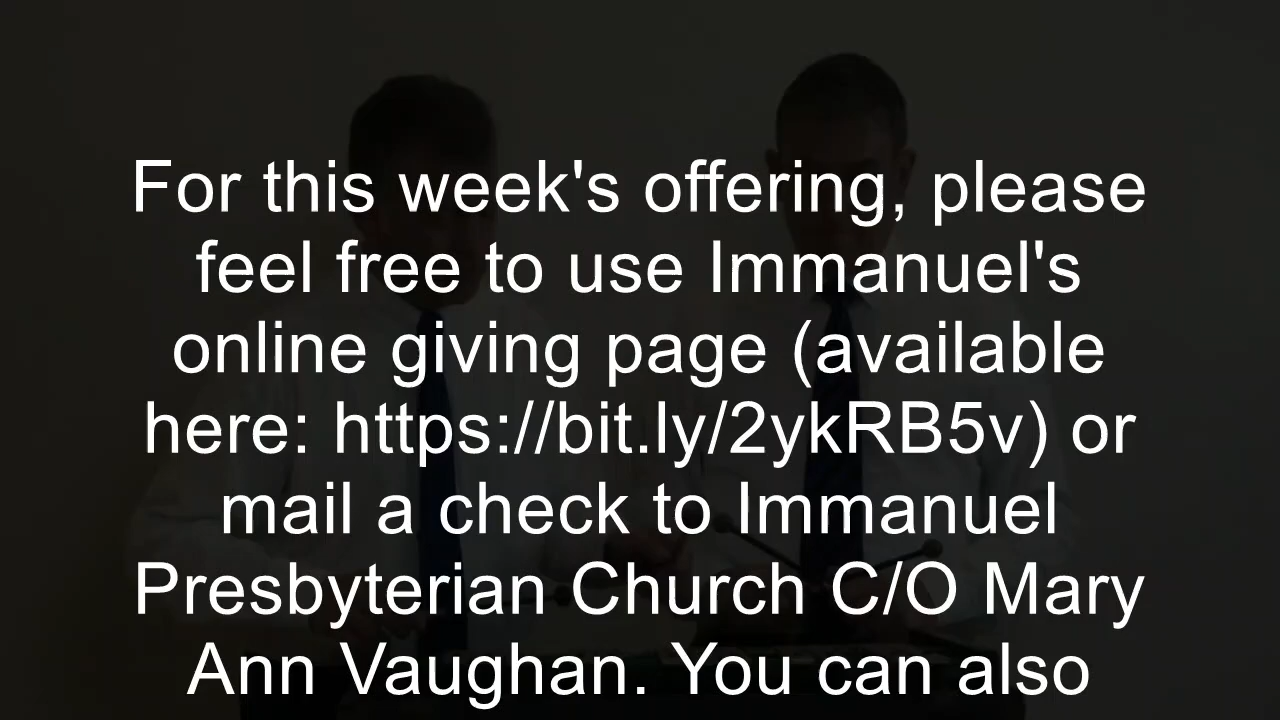 For this week's offering, please
feel free to use Immanuel's
online giving page (available
here: https://bit.ly/2ykRB5v) or
mail a check to Immanuel
Presbyterian Church C/O Mary
Ann Vaughan. You can also